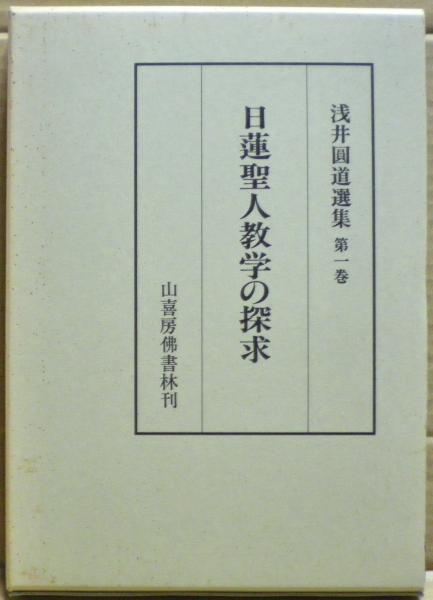 浅井圓道選集 第一巻
日蓮聖人教学の探求
山喜房佛書林刊